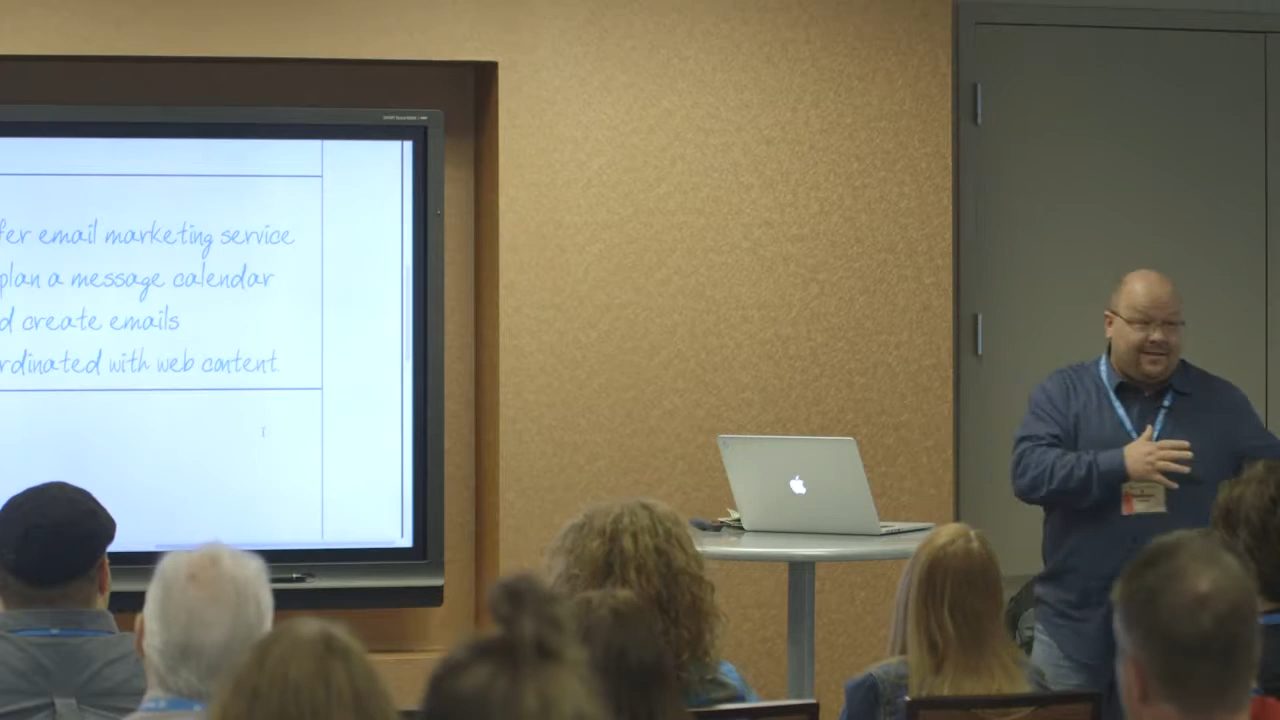 fer email marketing service
plan a message calendar
d create emails
rdinated with web content